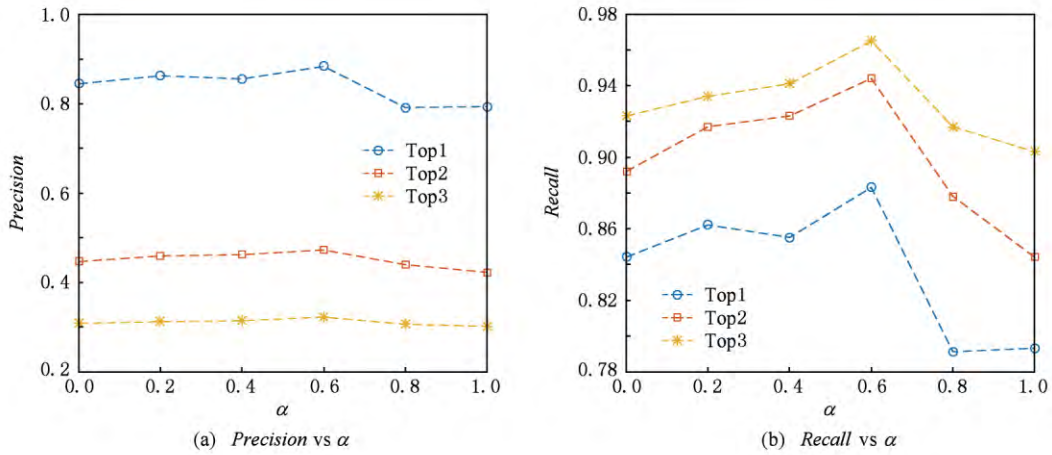 1.0
0.8
0.6
0.4
0.2
Precision
Top1
Top2
Top3
0.0 0.2 0.4 0.6 0.8 1.0
α
(a) Precision vs α
0.98
0.94
0.90
0.86
0.82
0.78
Recall
Top1
Top2
Top3
0.0 0.2 0.4 0.6 0.8 1.0
α
(b) Recall vs α